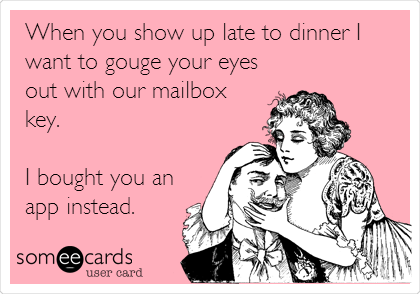 When you show up late to dinner I
want to gouge your eyes
out with our mailbox
key.
I bought you an
app instead.
someecards
user card